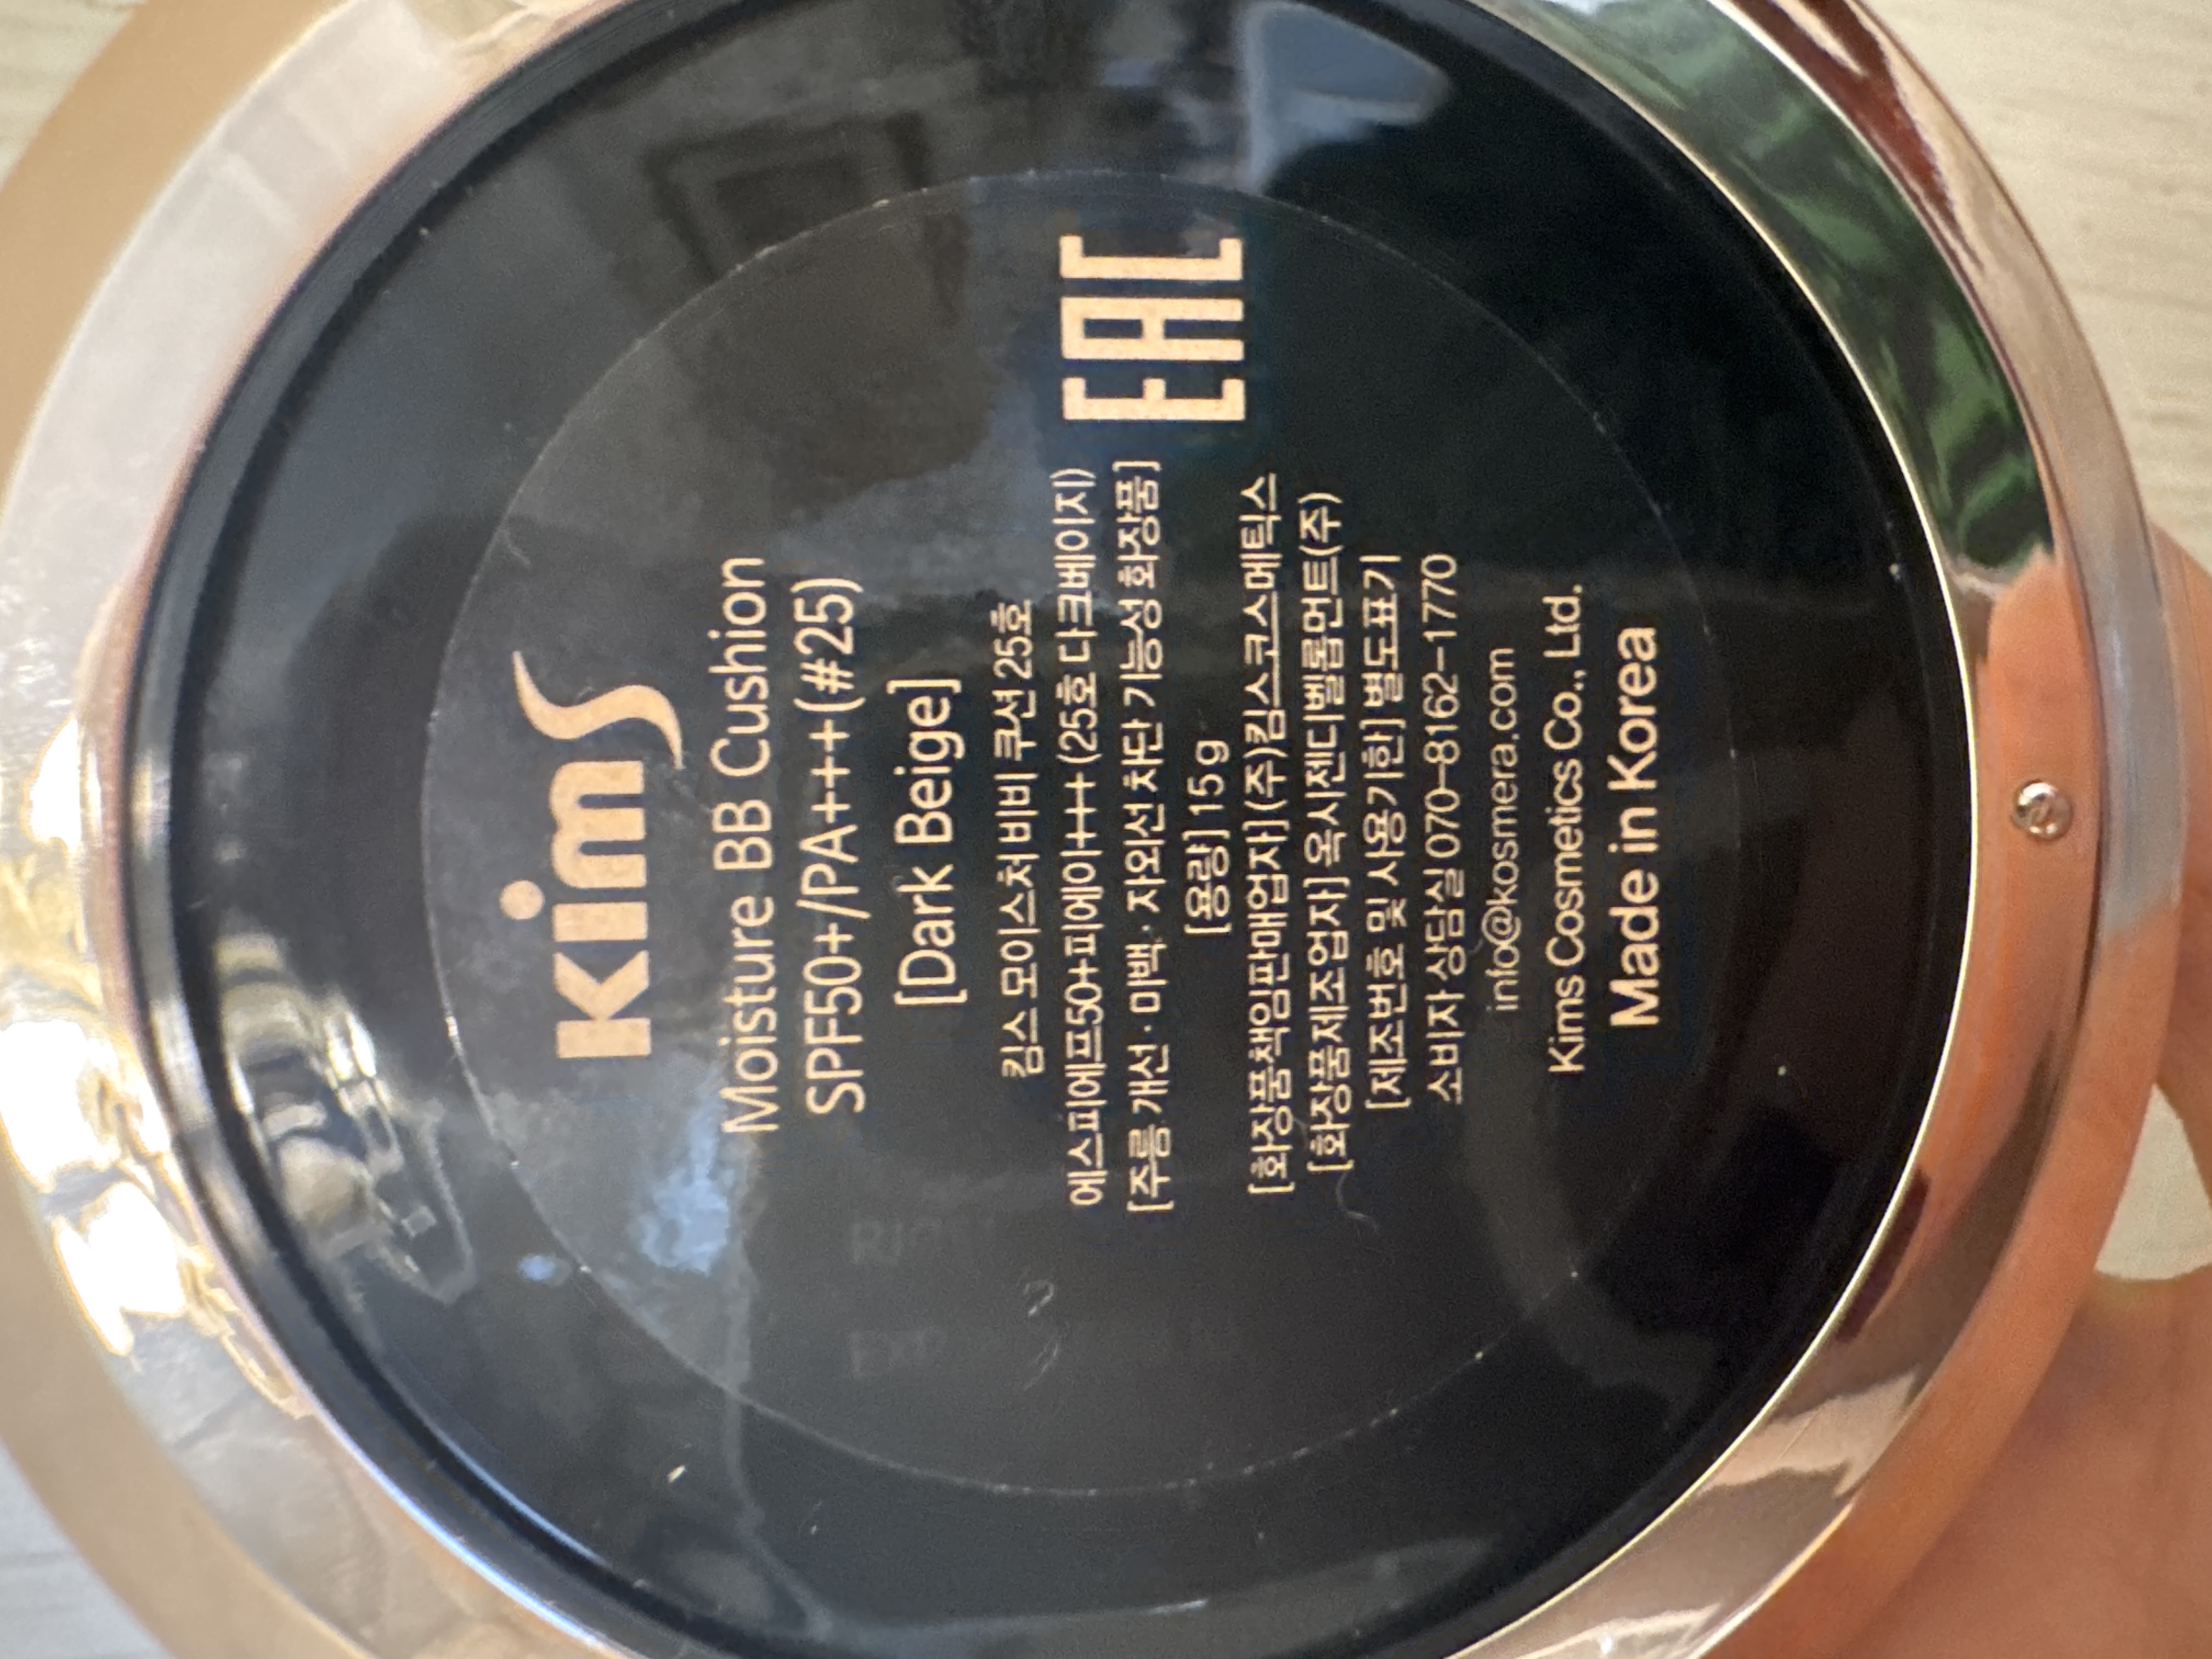 kims
Moisture BB Cushion
SPF50+/PA+++(#25)
[Dark Beige]
킴스 모이스처 비비 쿠션 25호
에스피에프50+피에이+++ (25호 다크베이지)
[주름 개선 · 미백 · 자외선 차단 기능성 화장품]
[용량] 15 g
[화장품책임판매업자] (주)킴스코스메틱스
[화장품제조업자] 옥시젠디벨롭먼트(주)
[제조번호 및 사용기한] 별도표기
소비자 상담실 070-8162-1770
info@kosmera.com
Kims Cosmetics Co., Ltd.
Made in Korea
EAC